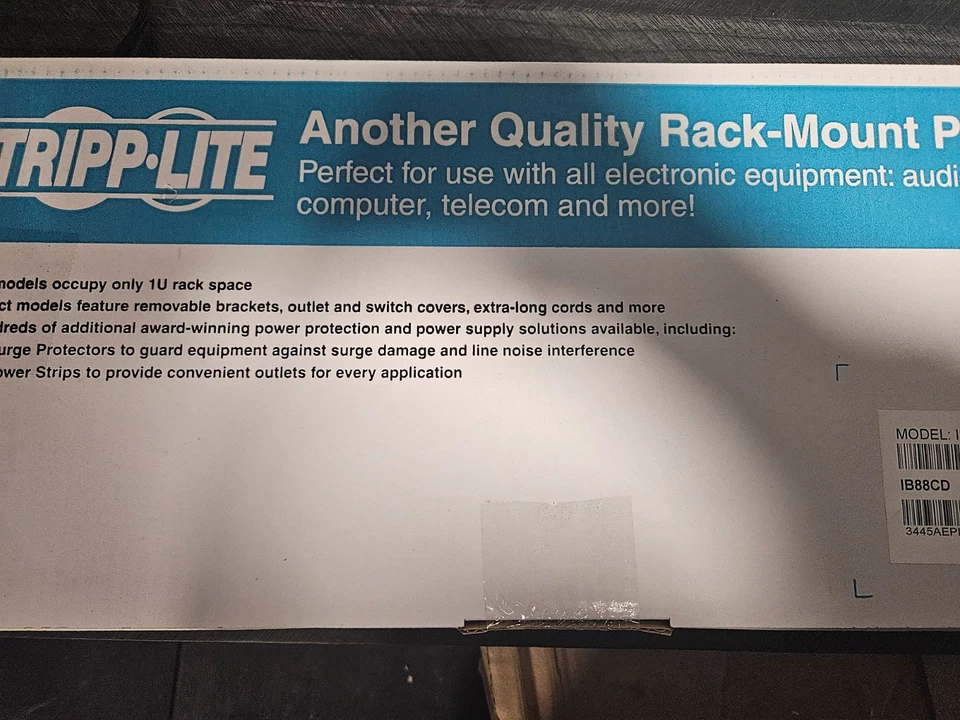 TRIPP·LITE
Another Quality Rack-Mount P
Perfect for use with all electronic equipment: audi
computer, telecom and more!
models occupy only 1U rack space
ct models feature removable brackets, outlet and switch covers, extra-long cords and more
dreds of additional award-winning power protection and power supply solutions available, including:
urge Protectors to guard equipment against surge damage and line noise interference
ower Strips to provide convenient outlets for every application
MODEL: I
IB88CD
3445AEP